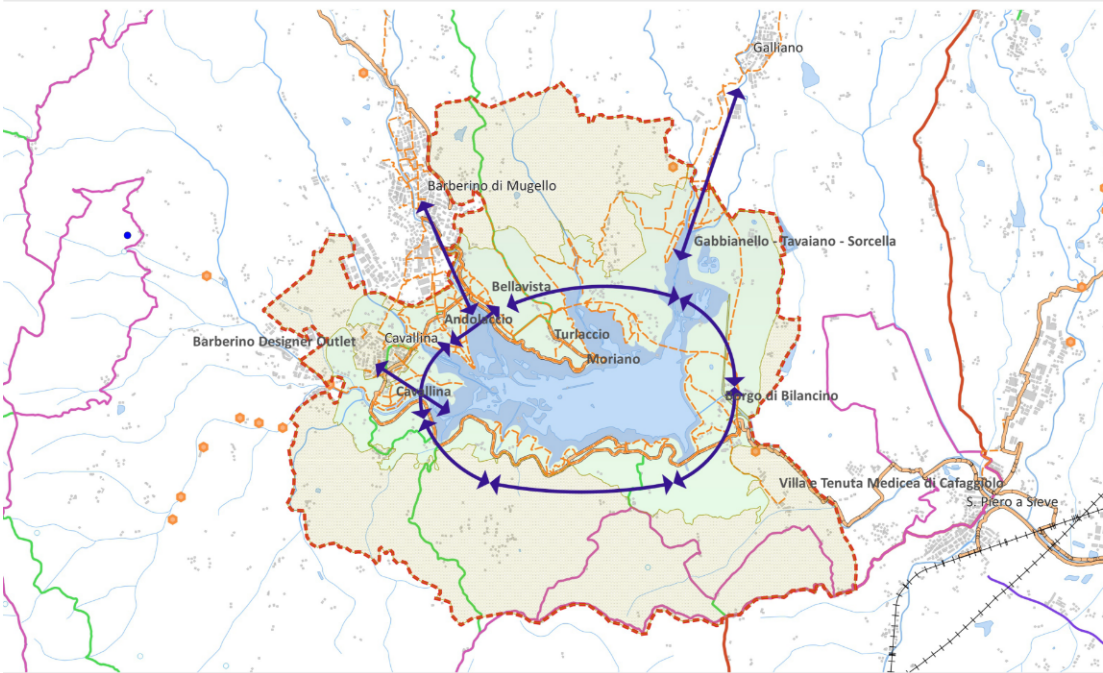 Galliano
Barberino di Mugello
Gabbianello - Tavaiano - Sorcella
Bellavista
Andolaccio
Turlaccio
Barberino Designer Outlet
Cavallina
Moriano
Cavallina
Borgo di Bilancino
Villa e Tenuta Medicea di Cafaggiolo
S. Piero a Sieve